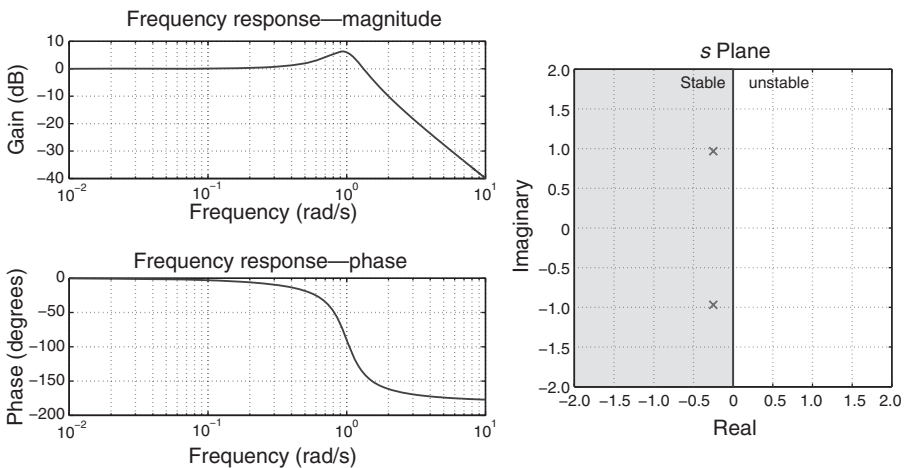 Frequency response—magnitude
Gain (dB)
10
0
−10
−20
−30
−40
10⁻² 10⁻¹ 10⁰ 10¹
Frequency (rad/s)
Frequency response—phase
Phase (degrees)
0
−50
−100
−150
−200
10⁻² 10⁻¹ 10⁰ 10¹
Frequency (rad/s)
s Plane
Stable unstable
Imaginary
2.0
1.5
1.0
0.5
0
−0.5
−1.0
−1.5
−2.0
−2.0 −1.5 −1.0 −0.5 0 0.5 1.0 1.5 2.0
Real